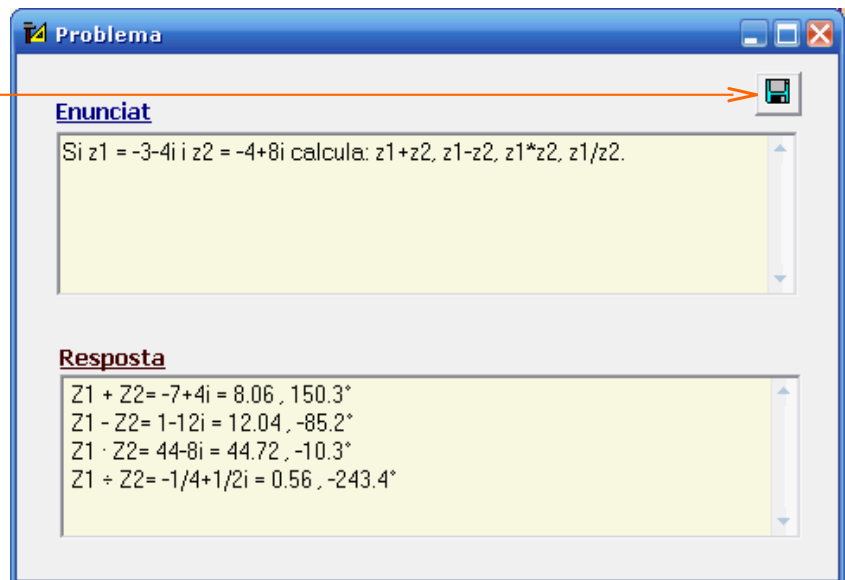 Problema
Enunciat
Si z1 = -3-4i i z2 = -4+8i calcula: z1+z2, z1-z2, z1*z2, z1/z2.
Resposta
Z1 + Z2= -7+4i = 8.06 , 150.3°
Z1 - Z2= 1-12i = 12.04 , -85.2°
Z1 · Z2= 44-8i = 44.72 , -10.3°
Z1 ÷ Z2= -1/4+1/2i = 0.56 , -243.4°